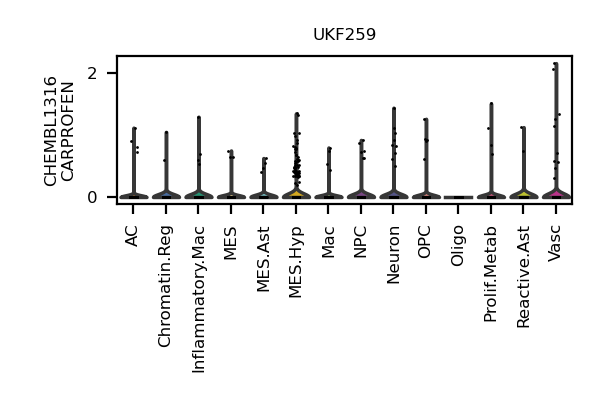 UKF259
CHEMBL1316
CARPROFEN
2
0
AC
Chromatin.Reg
Inflammatory.Mac
MES
MES.Ast
MES.Hyp
Mac
NPC
Neuron
OPC
Oligo
Prolif.Metab
Reactive.Ast
Vasc